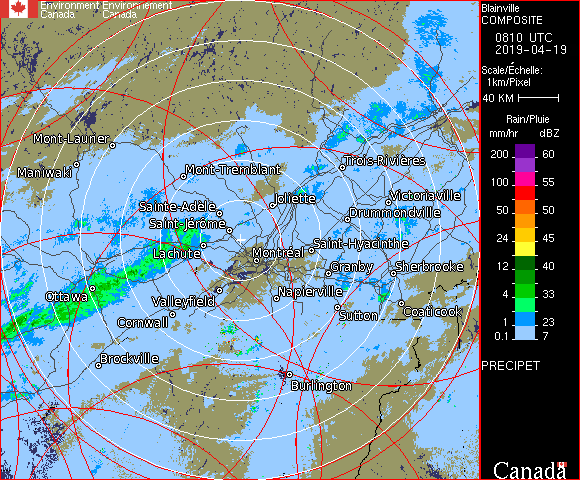 Environment Environnement
Canada Canada
Blainville
COMPOSITE
0810 UTC
2019-04-19
Scale/Échelle:
1km/Pixel
40 KM
Rain/Pluie
mm/hr dBZ
200 60
150 57
100 55
50 50
24 45
12 40
4 33
1 23
0.1 7
PRECIPET
Canada
Mont-Laurier
Maniwaki
Mont-Tremblant
Trois-Rivières
Sainte-Adèle
Joliette
Victoriaville
Drummondville
Saint-Jérôme
Lachute
Montréal
Saint-Hyacinthe
Granby
Sherbrooke
Ottawa
Valleyfield
Napierville
Sutton
Coaticook
Cornwall
Brockville
Burlington